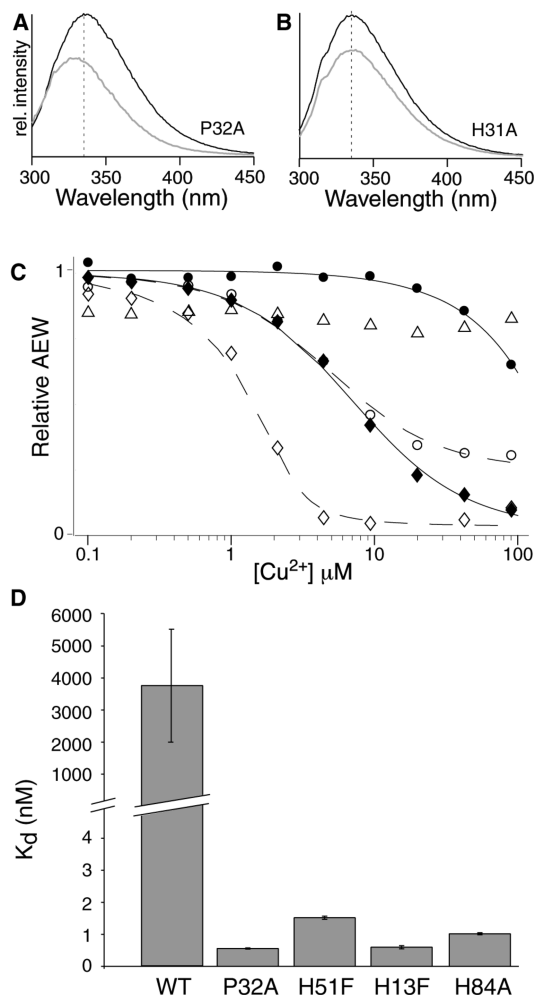 A
rel. intensity
P32A
300 350 400 450
Wavelength (nm)
B
H31A
300 350 400 450
Wavelength (nm)
C
Relative AEW
1
0
0.1 1 10 100
[Cu²⁺] μM
D
Kd (nM)
6000
5000
4000
3000
2000
1000
4
3
2
1
0
WT P32A H51F H13F H84A